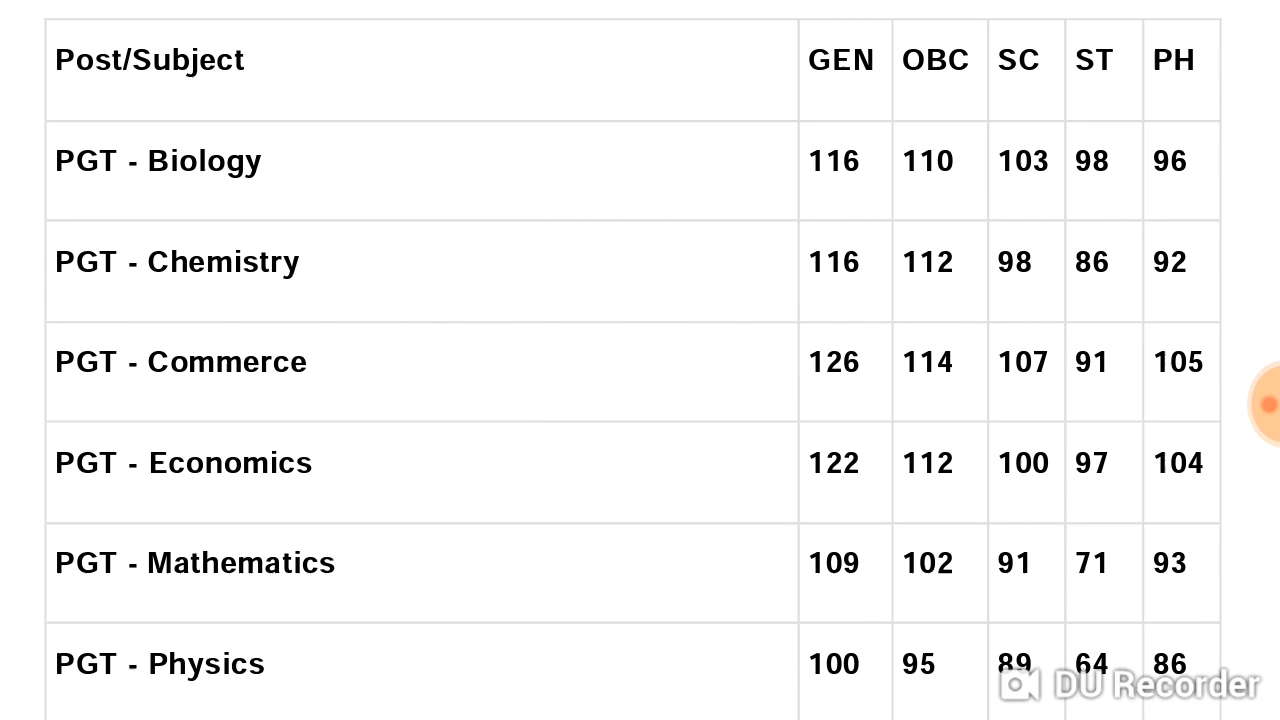 Post/Subject GEN OBC SC ST PH
PGT - Biology 116 110 103 98 96
PGT - Chemistry 116 112 98 86 92
PGT - Commerce 126 114 107 91 105
PGT - Economics 122 112 100 97 104
PGT - Mathematics 109 102 91 71 93
PGT - Physics 100 95 89 64 86
DU Recorder